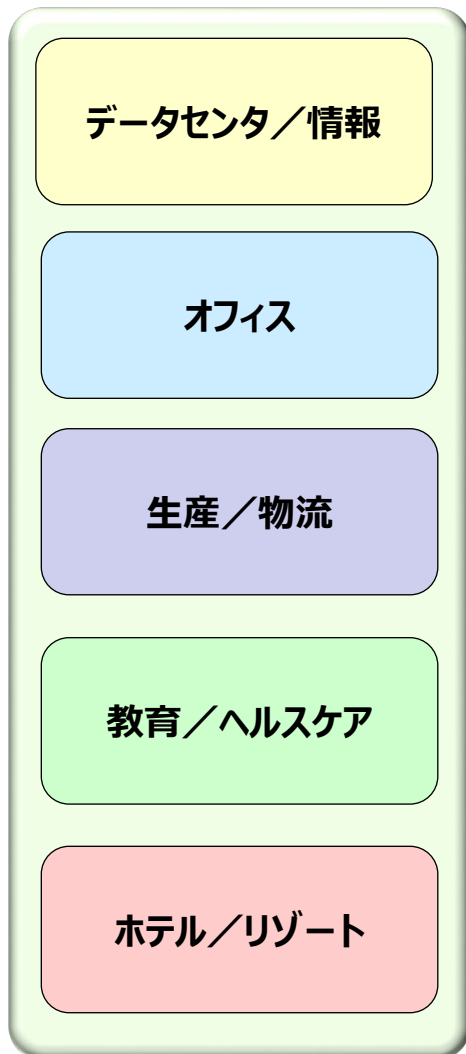 データセンタ／情報
オフィス
生産／物流
教育／ヘルスケア
ホテル／リゾート